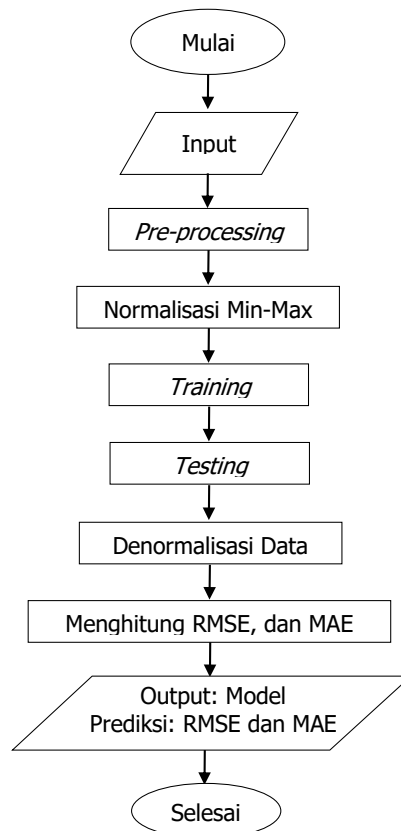 Mulai
Input
Pre-processing
Normalisasi Min-Max
Training
Testing
Denormalisasi Data
Menghitung RMSE, dan MAE
Output: Model
Prediksi: RMSE dan MAE
Selesai